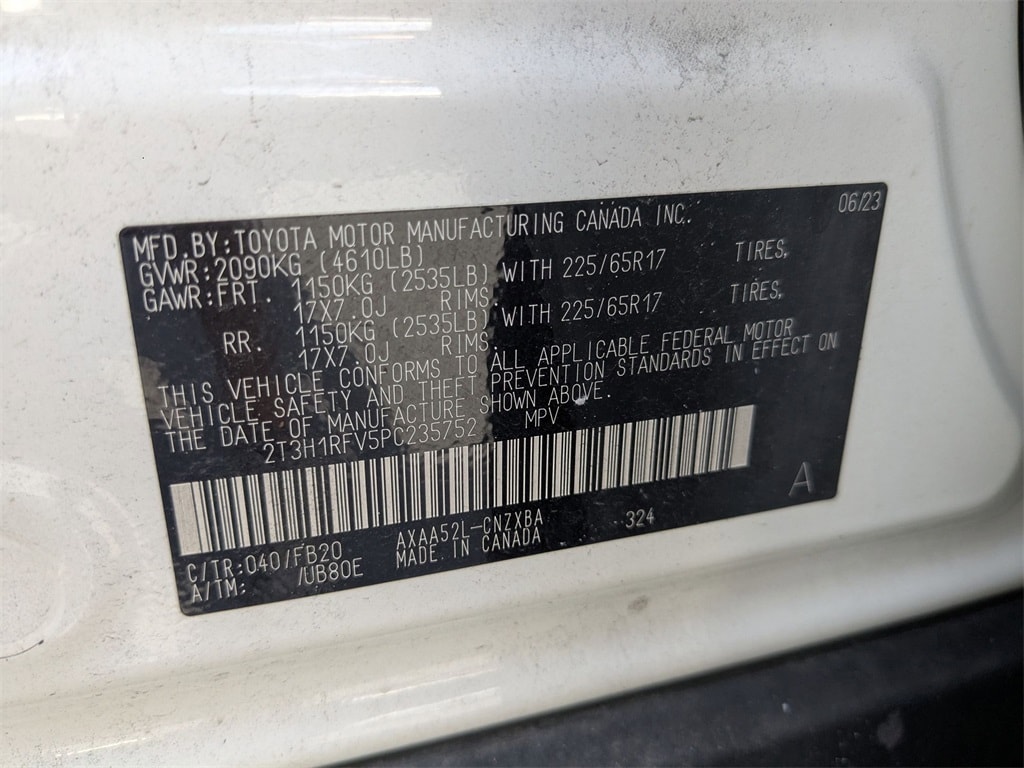 06/23
MFD.BY:TOYOTA MOTOR MANUFACTURING CANADA INC.
GVWR:2090KG (4610LB)
GAWR:FRT. 1150KG (2535LB) WITH 225/65R17 TIRES,
17X7.0J RIMS.
RR. 1150KG (2535LB) WITH 225/65R17 TIRES,
17X7.0J RIMS.
THIS VEHICLE CONFORMS TO ALL APPLICABLE FEDERAL MOTOR
VEHICLE SAFETY AND THEFT PREVENTION STANDARDS IN EFFECT ON
THE DATE OF MANUFACTURE SHOWN ABOVE.
2T3H1RFV5PC235752 MPV
A
C/TR:040/FB20 AXAA52L-CNZXBA 324
A/TM: /UB80E MADE IN CANADA